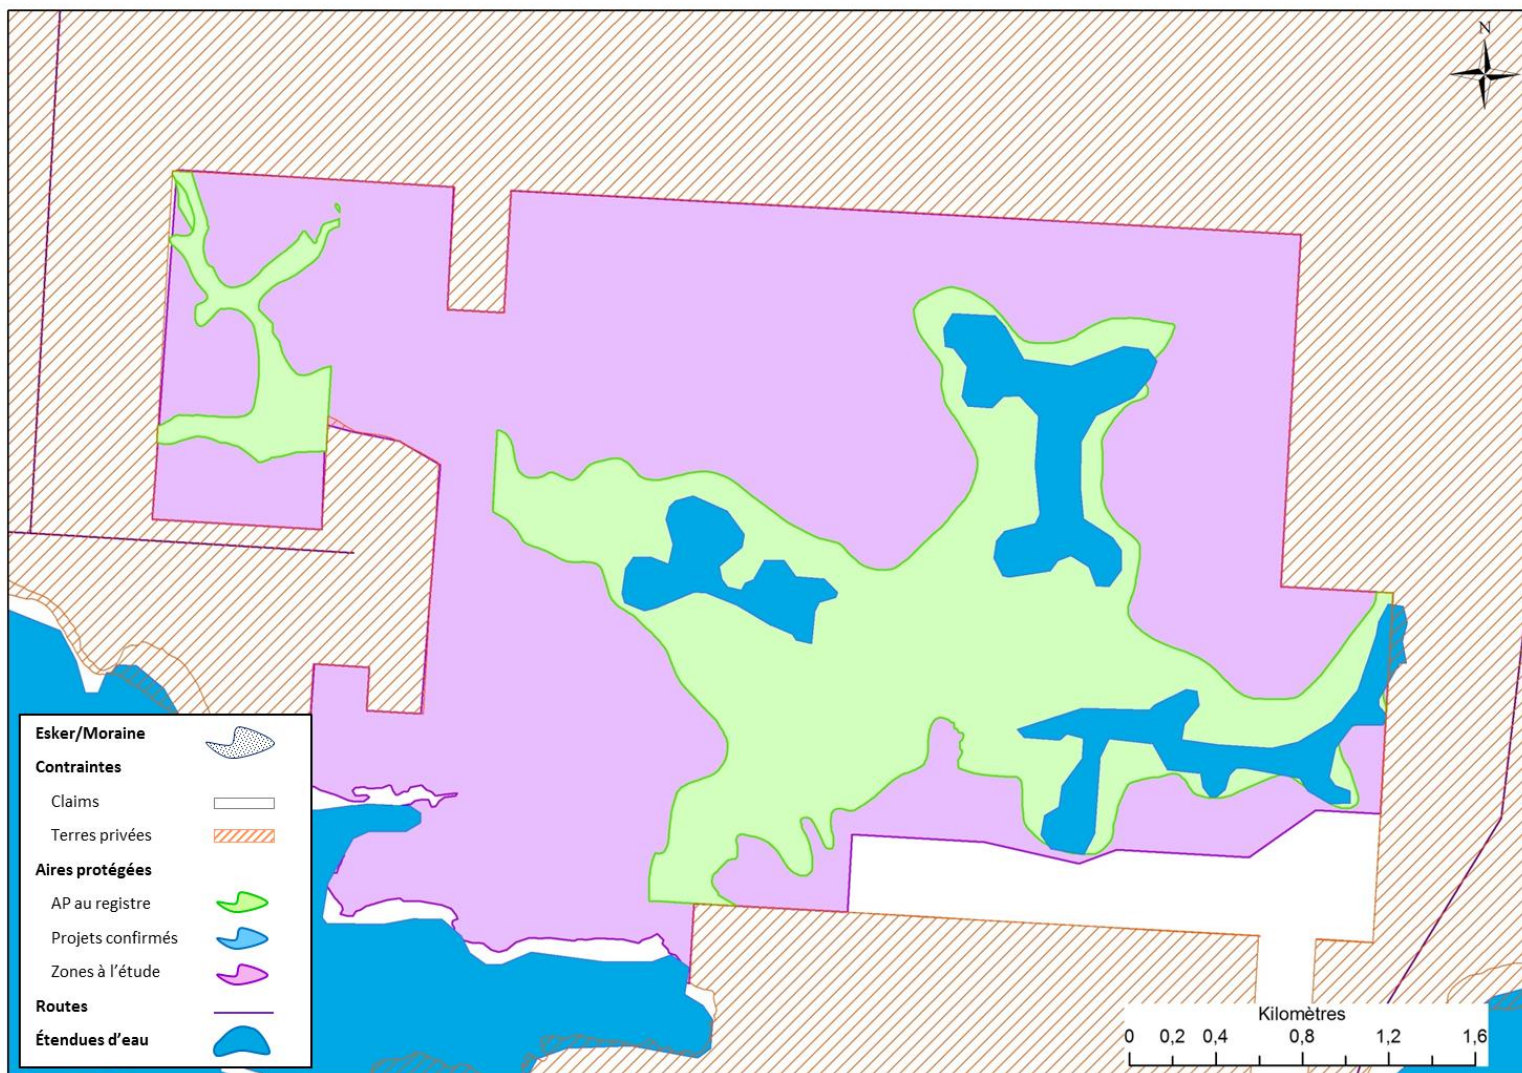 N
Esker/Moraine
Contraintes
Claims
Terres privées
Aires protégées
AP au registre
Projets confirmés
Zones à l'étude
Routes
Étendues d'eau
Kilomètres
0 0,2 0,4 0,8 1,2 1,6